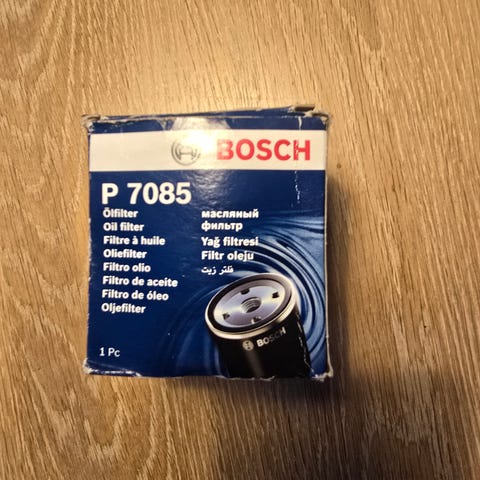 BOSCH
P 7085
Ölfilter
Oil filter
Filtre à huile
Oliefilter
Filtro olio
Filtro de aceite
Filtro de óleo
Oljefilter
масляный
фильтр
Yağ filtresi
Filtr oleju
فلتر زيت
BOSCH
1 Pc